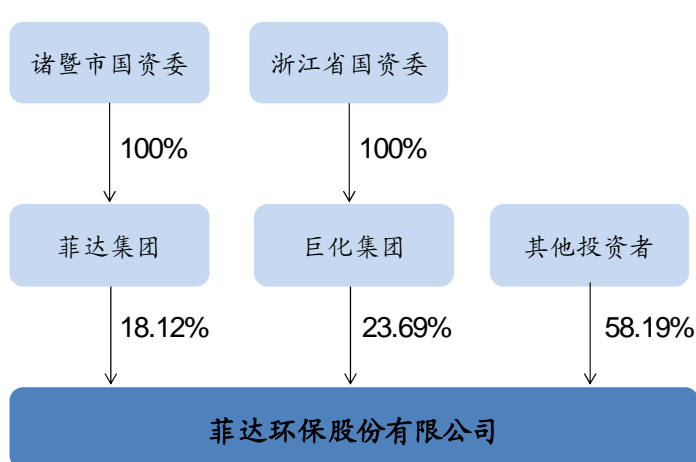 诸暨市国资委
浙江省国资委
100%
100%
菲达集团
巨化集团
其他投资者
18.12%
23.69%
58.19%
菲达环保股份有限公司